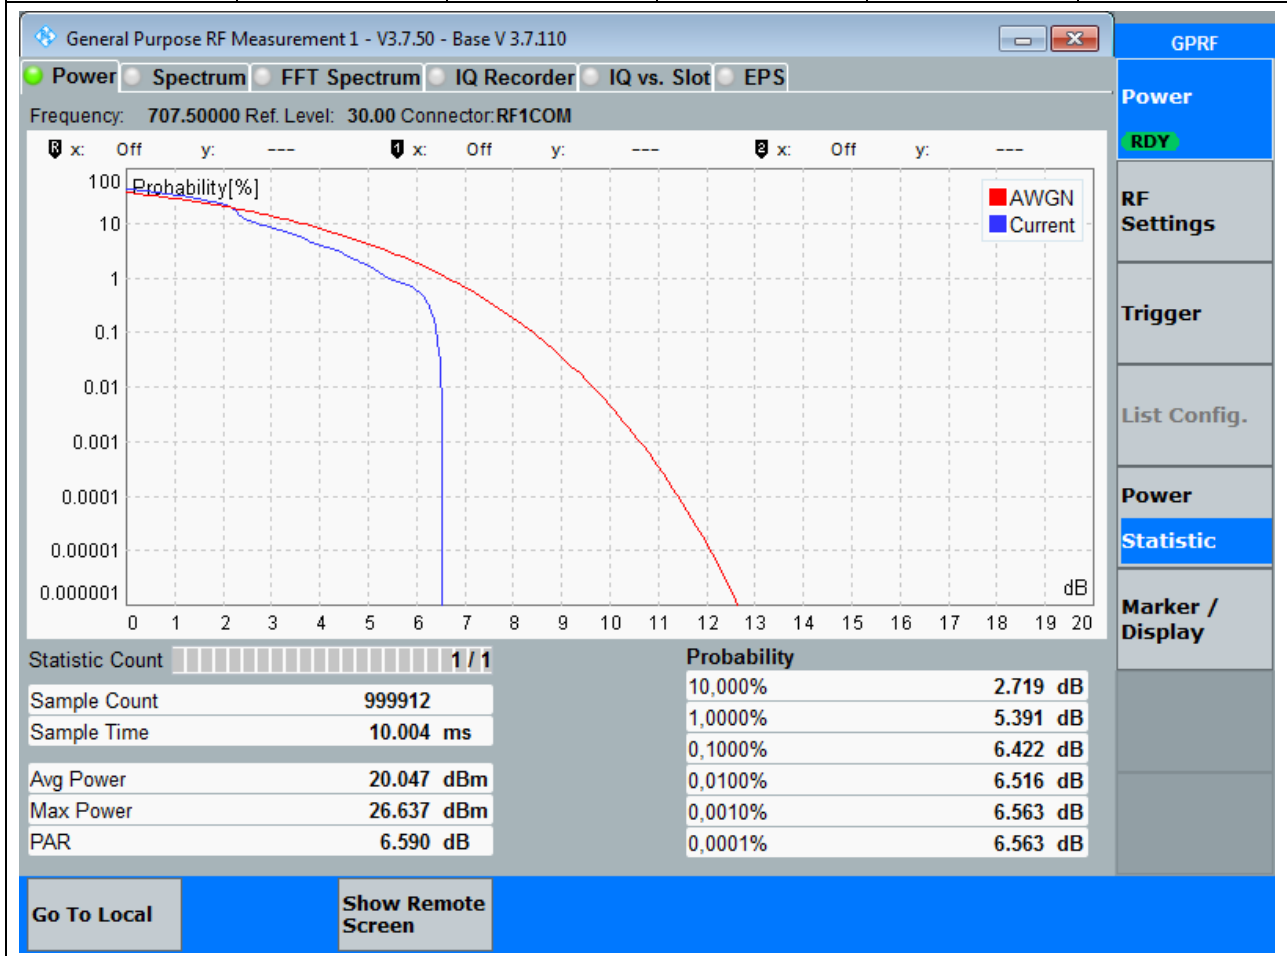 General Purpose RF Measurement 1 - V3.7.50 - Base V 3.7.110
GPRF
Power Spectrum FFT Spectrum IQ Recorder IQ vs. Slot EPS
Frequency: 707.50000 Ref. Level: 30.00 Connector: RF1COM
R x: Off y: --- 1 x: Off y: --- 2 x: Off y: ---
Probability[%]
100
10
1
0.1
0.01
0.001
0.0001
0.00001
0.000001
AWGN
Current
dB
0 1 2 3 4 5 6 7 8 9 10 11 12 13 14 15 16 17 18 19 20
Statistic Count 1 / 1
Sample Count 999912
Sample Time 10.004 ms
Avg Power 20.047 dBm
Max Power 26.637 dBm
PAR 6.590 dB
Probability
10,000% 2.719 dB
1,0000% 5.391 dB
0,1000% 6.422 dB
0,0100% 6.516 dB
0,0010% 6.563 dB
0,0001% 6.563 dB
Power
RDY
RF
Settings
Trigger
List Config.
Power
Statistic
Marker /
Display
Go To Local
Show Remote
Screen